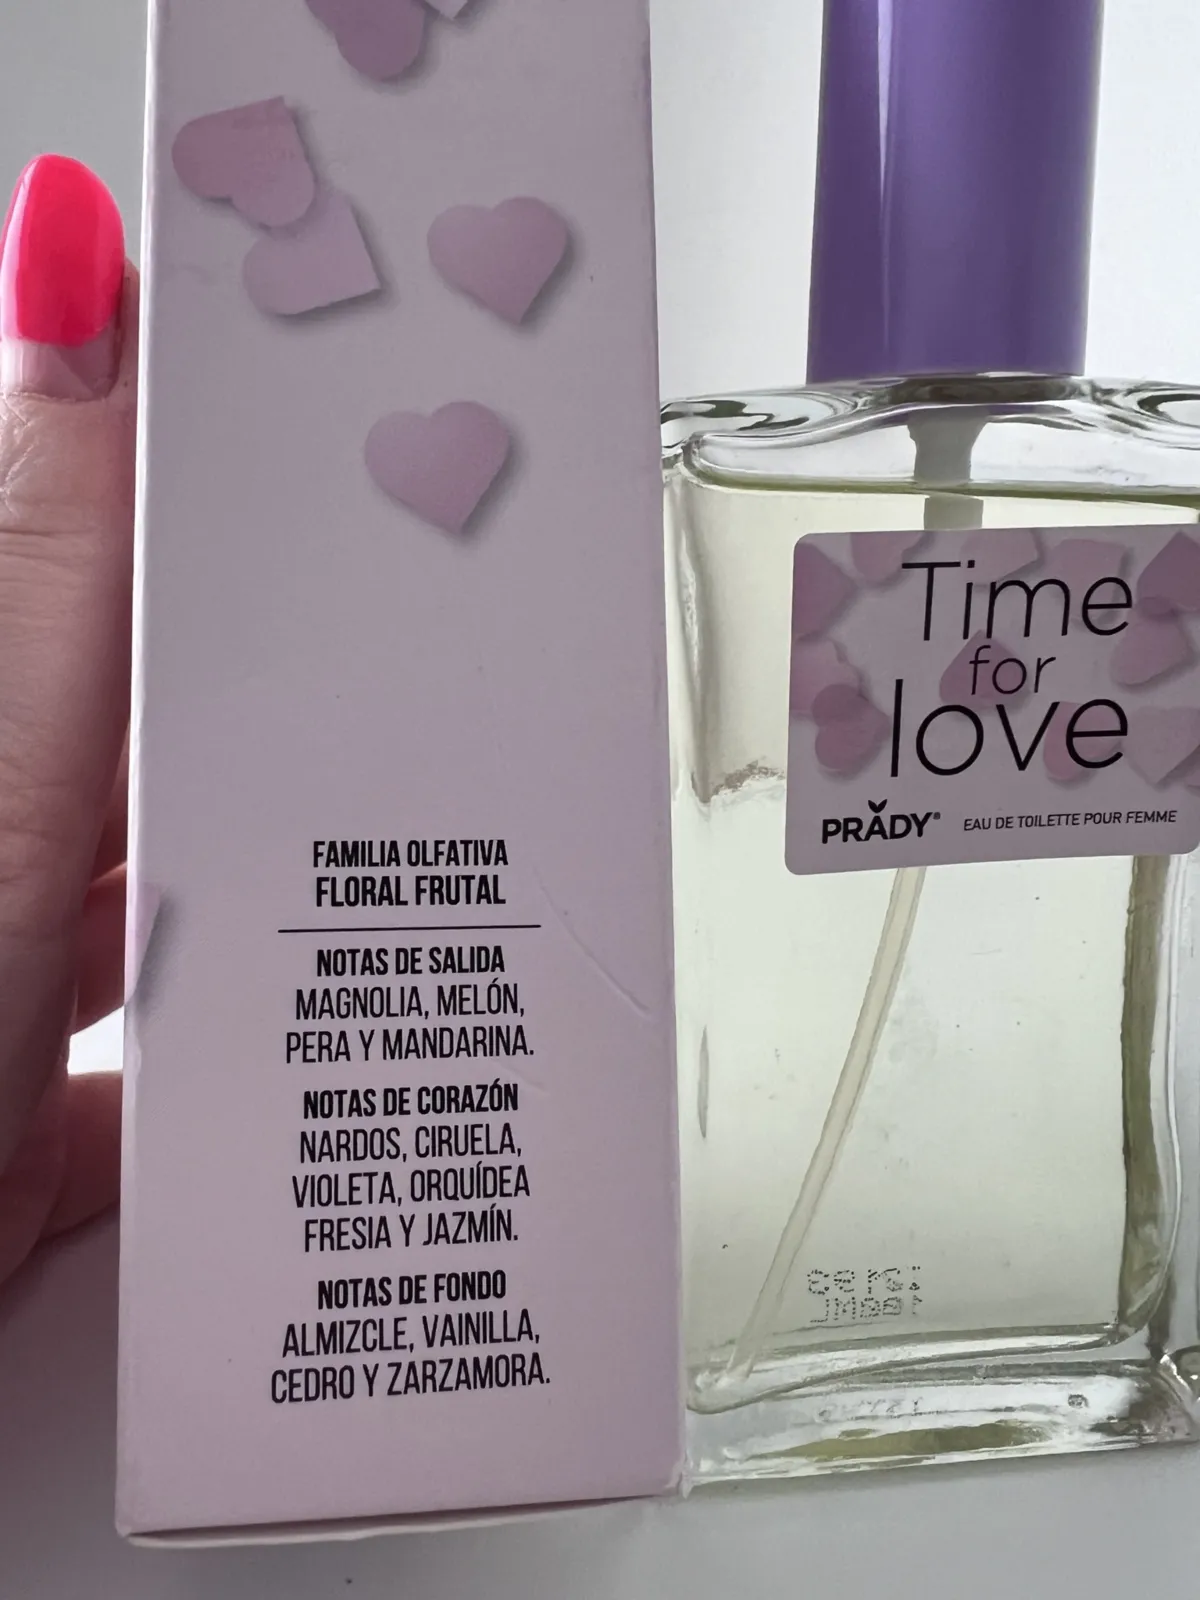 FAMILIA OLFATIVA
FLORAL FRUTAL
NOTAS DE SALIDA
MAGNOLIA, MELÓN,
PERA Y MANDARINA.
NOTAS DE CORAZÓN
NARDOS, CIRUELA,
VIOLETA, ORQUÍDEA
FRESIA Y JAZMÍN.
NOTAS DE FONDO
ALMIZCLE, VAINILLA,
CEDRO Y ZARZAMORA.
Time
for
love
PRADY® EAU DE TOILETTE POUR FEMME